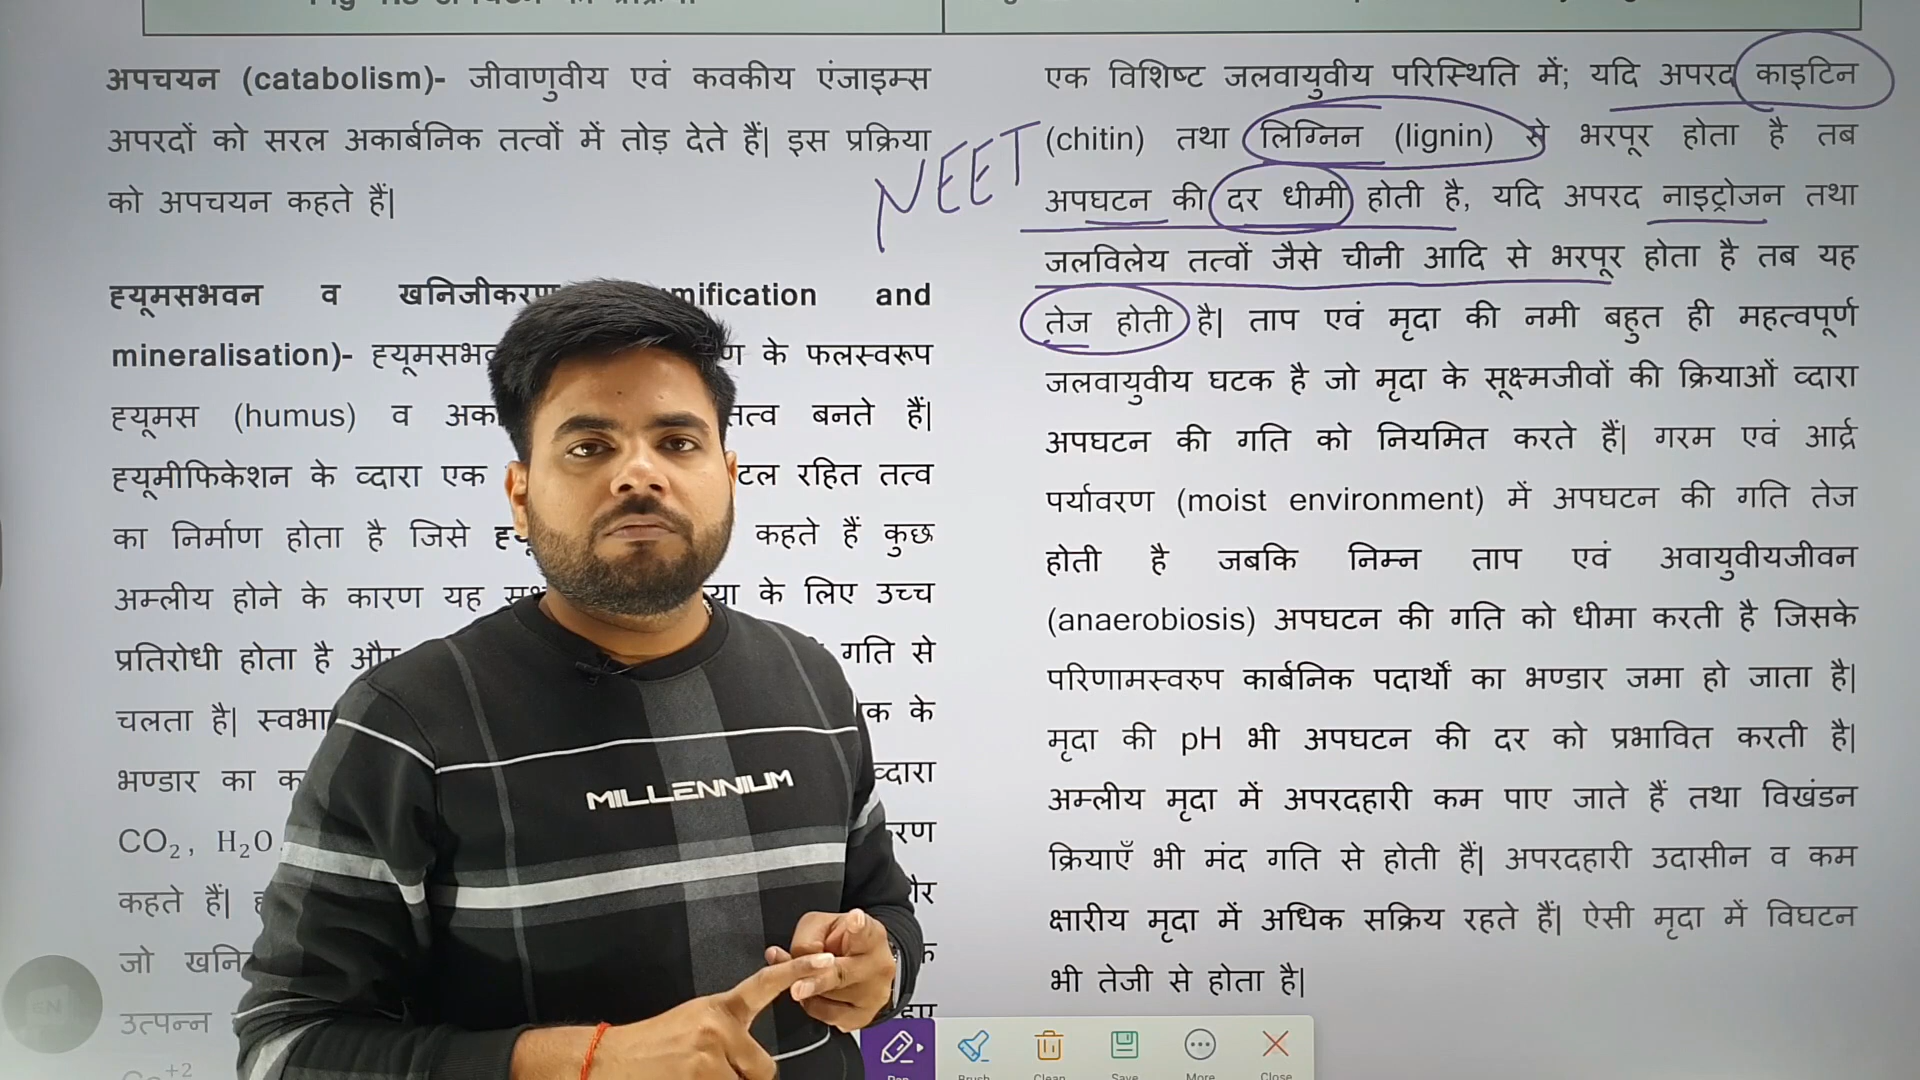 अपचयन (catabolism)- जीवाणुवीय एवं कवकीय एंजाइम्स
अपरदों को सरल अकार्बनिक तत्वों में तोड़ देते हैं| इस प्रक्रिया
को अपचयन कहते हैं|
ह्यूमसभवन व खनिजीकरण and
mineralisation)- के फलस्वरूप
ह्यूमस (humus) व बनते हैं|
ह्यूमीफिकेशन के व्दारा एक रहित तत्व
का निर्माण होता है जिसे कहते हैं कुछ
अम्लीय होने के कारण यह के लिए उच्च
प्रतिरोधी होता है और गति से
चलता है| के
भण्डार का व्दारा
CO₂, H₂O
कहते हैं|
जो
उत्पन्न
+2
NEET
एक विशिष्ट जलवायुवीय परिस्थिति में; यदि अपरद काइटिन
(chitin) तथा लिग्निन (lignin) से भरपूर होता है तब
अपघटन की दर धीमी होती है, यदि अपरद नाइट्रोजन तथा
जलविलेय तत्वों जैसे चीनी आदि से भरपूर होता है तब यह
तेज होती है| ताप एवं मृदा की नमी बहुत ही महत्वपूर्ण
जलवायुवीय घटक है जो मृदा के सूक्ष्मजीवों की क्रियाओं व्दारा
अपघटन की गति को नियमित करते हैं| गरम एवं आर्द्र
पर्यावरण (moist environment) में अपघटन की गति तेज
होती है जबकि निम्न ताप एवं अवायुवीयजीवन
(anaerobiosis) अपघटन की गति को धीमा करती है जिसके
परिणामस्वरुप कार्बनिक पदार्थों का भण्डार जमा हो जाता है|
मृदा की pH भी अपघटन की दर को प्रभावित करती है|
अम्लीय मृदा में अपरदहारी कम पाए जाते हैं तथा विखंडन
क्रियाएँ भी मंद गति से होती हैं| अपरदहारी उदासीन व कम
क्षारीय मृदा में अधिक सक्रिय रहते हैं| ऐसी मृदा में विघटन
भी तेजी से होता है|
MILLENNIUM
EN
Pen Brush Clean Save More Close